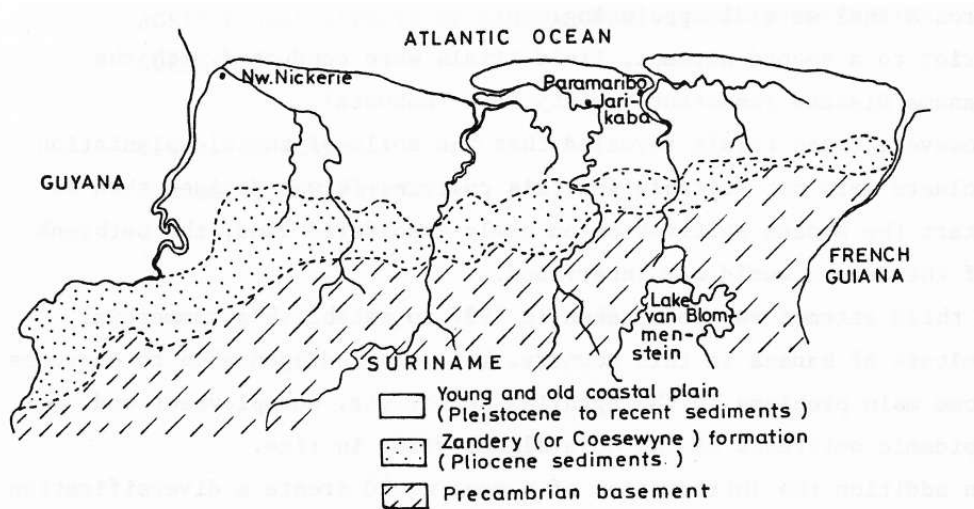 ATLANTIC OCEAN
Nw.Nickerie
Paramaribo
Jari-
kaba
GUYANA
FRENCH
GUIANA
Lake
van Blom-
men-
stein
SURINAME
Young and old coastal plain
(Pleistocene to recent sediments)
Zandery (or Coesewyne) formation
(Pliocene sediments)
Precambrian basement